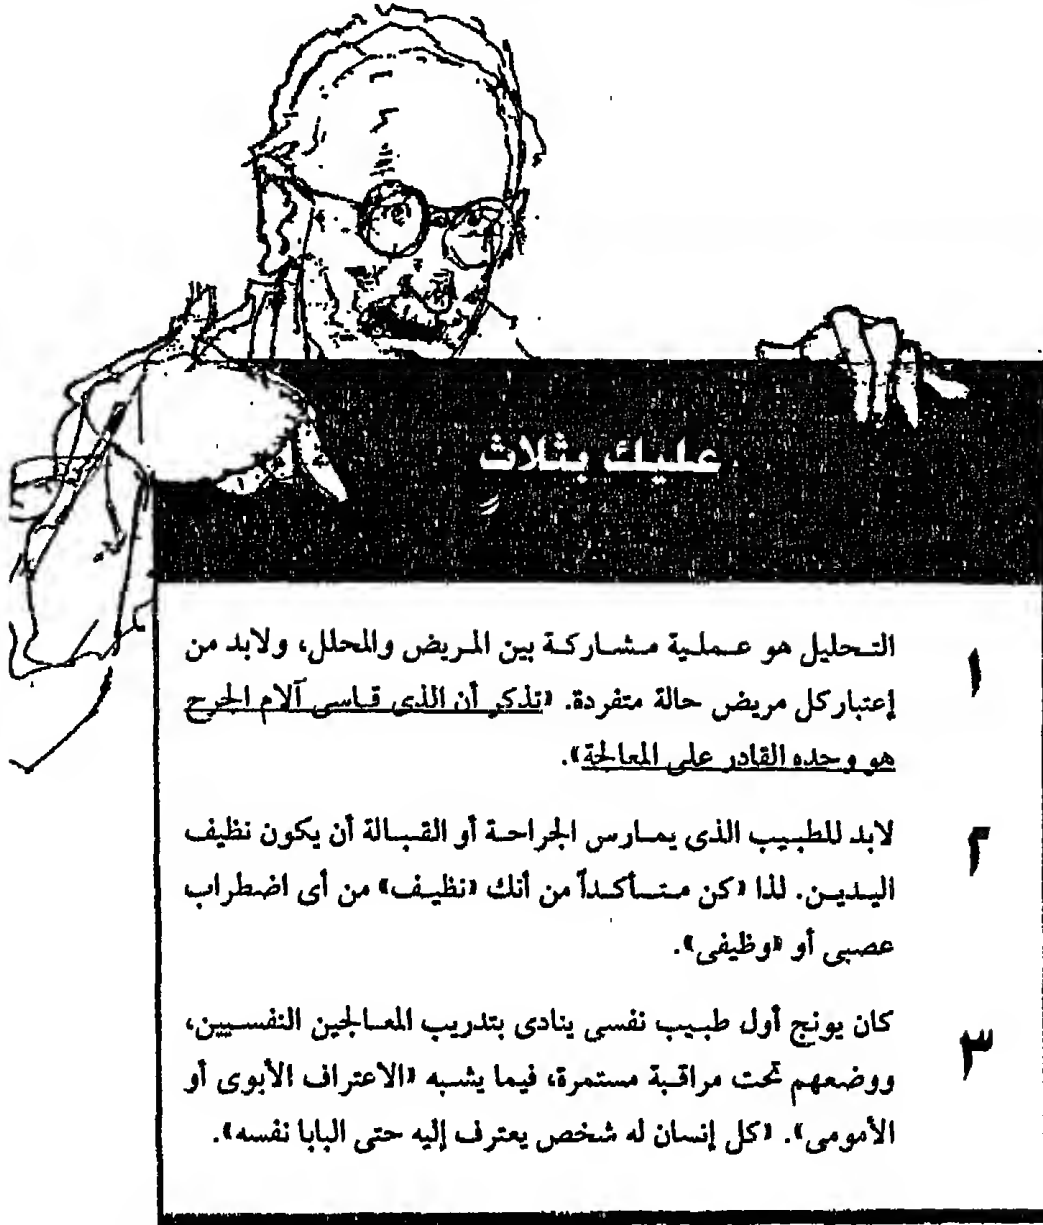 عليك بثلاث
١
التحليل هو عملية مشاركة بين المريض والمحلل، ولابد من
إعتبار كل مريض حالة متفردة. «تذكر أن الذى قاسى آلام الجرح
هو وحده القادر على المعالجة».
٢
لابد للطبيب الذى يمارس الجراحة أو القبالة أن يكون نظيف
اليدين. لذا «كن متأكداً من أنك «نظيف» من أى اضطراب
عصبى أو «وظيفى».
٣
كان يونج أول طبيب نفسى ينادى بتدريب المعالجين النفسيين،
ووضعهم تحت مراقبة مستمرة، فيما يشبه «الاعتراف الأبوى أو
الأمومى». «كل إنسان له شخص يعترف إليه حتى البابا نفسه».